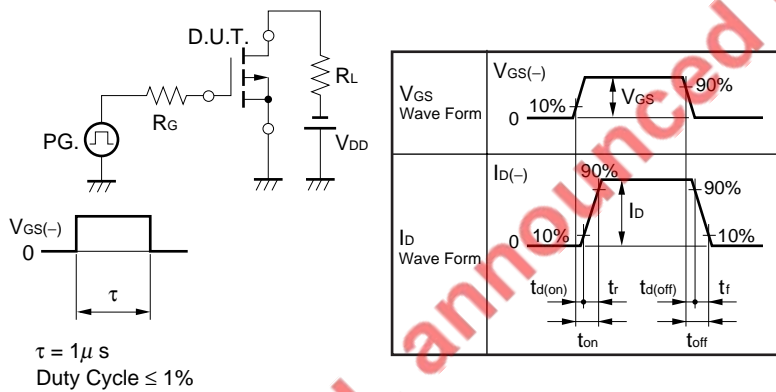 D.U.T.
RL
RG
PG.
VDD
VGS(−)
0
τ
τ = 1μ s
Duty Cycle ≤ 1%
VGS
Wave Form
VGS(−)
10%
0
VGS
90%
ID
Wave Form
ID(−)
90%
90%
ID
0
10%
10%
td(on)
tr
td(off)
tf
ton
toff
announced